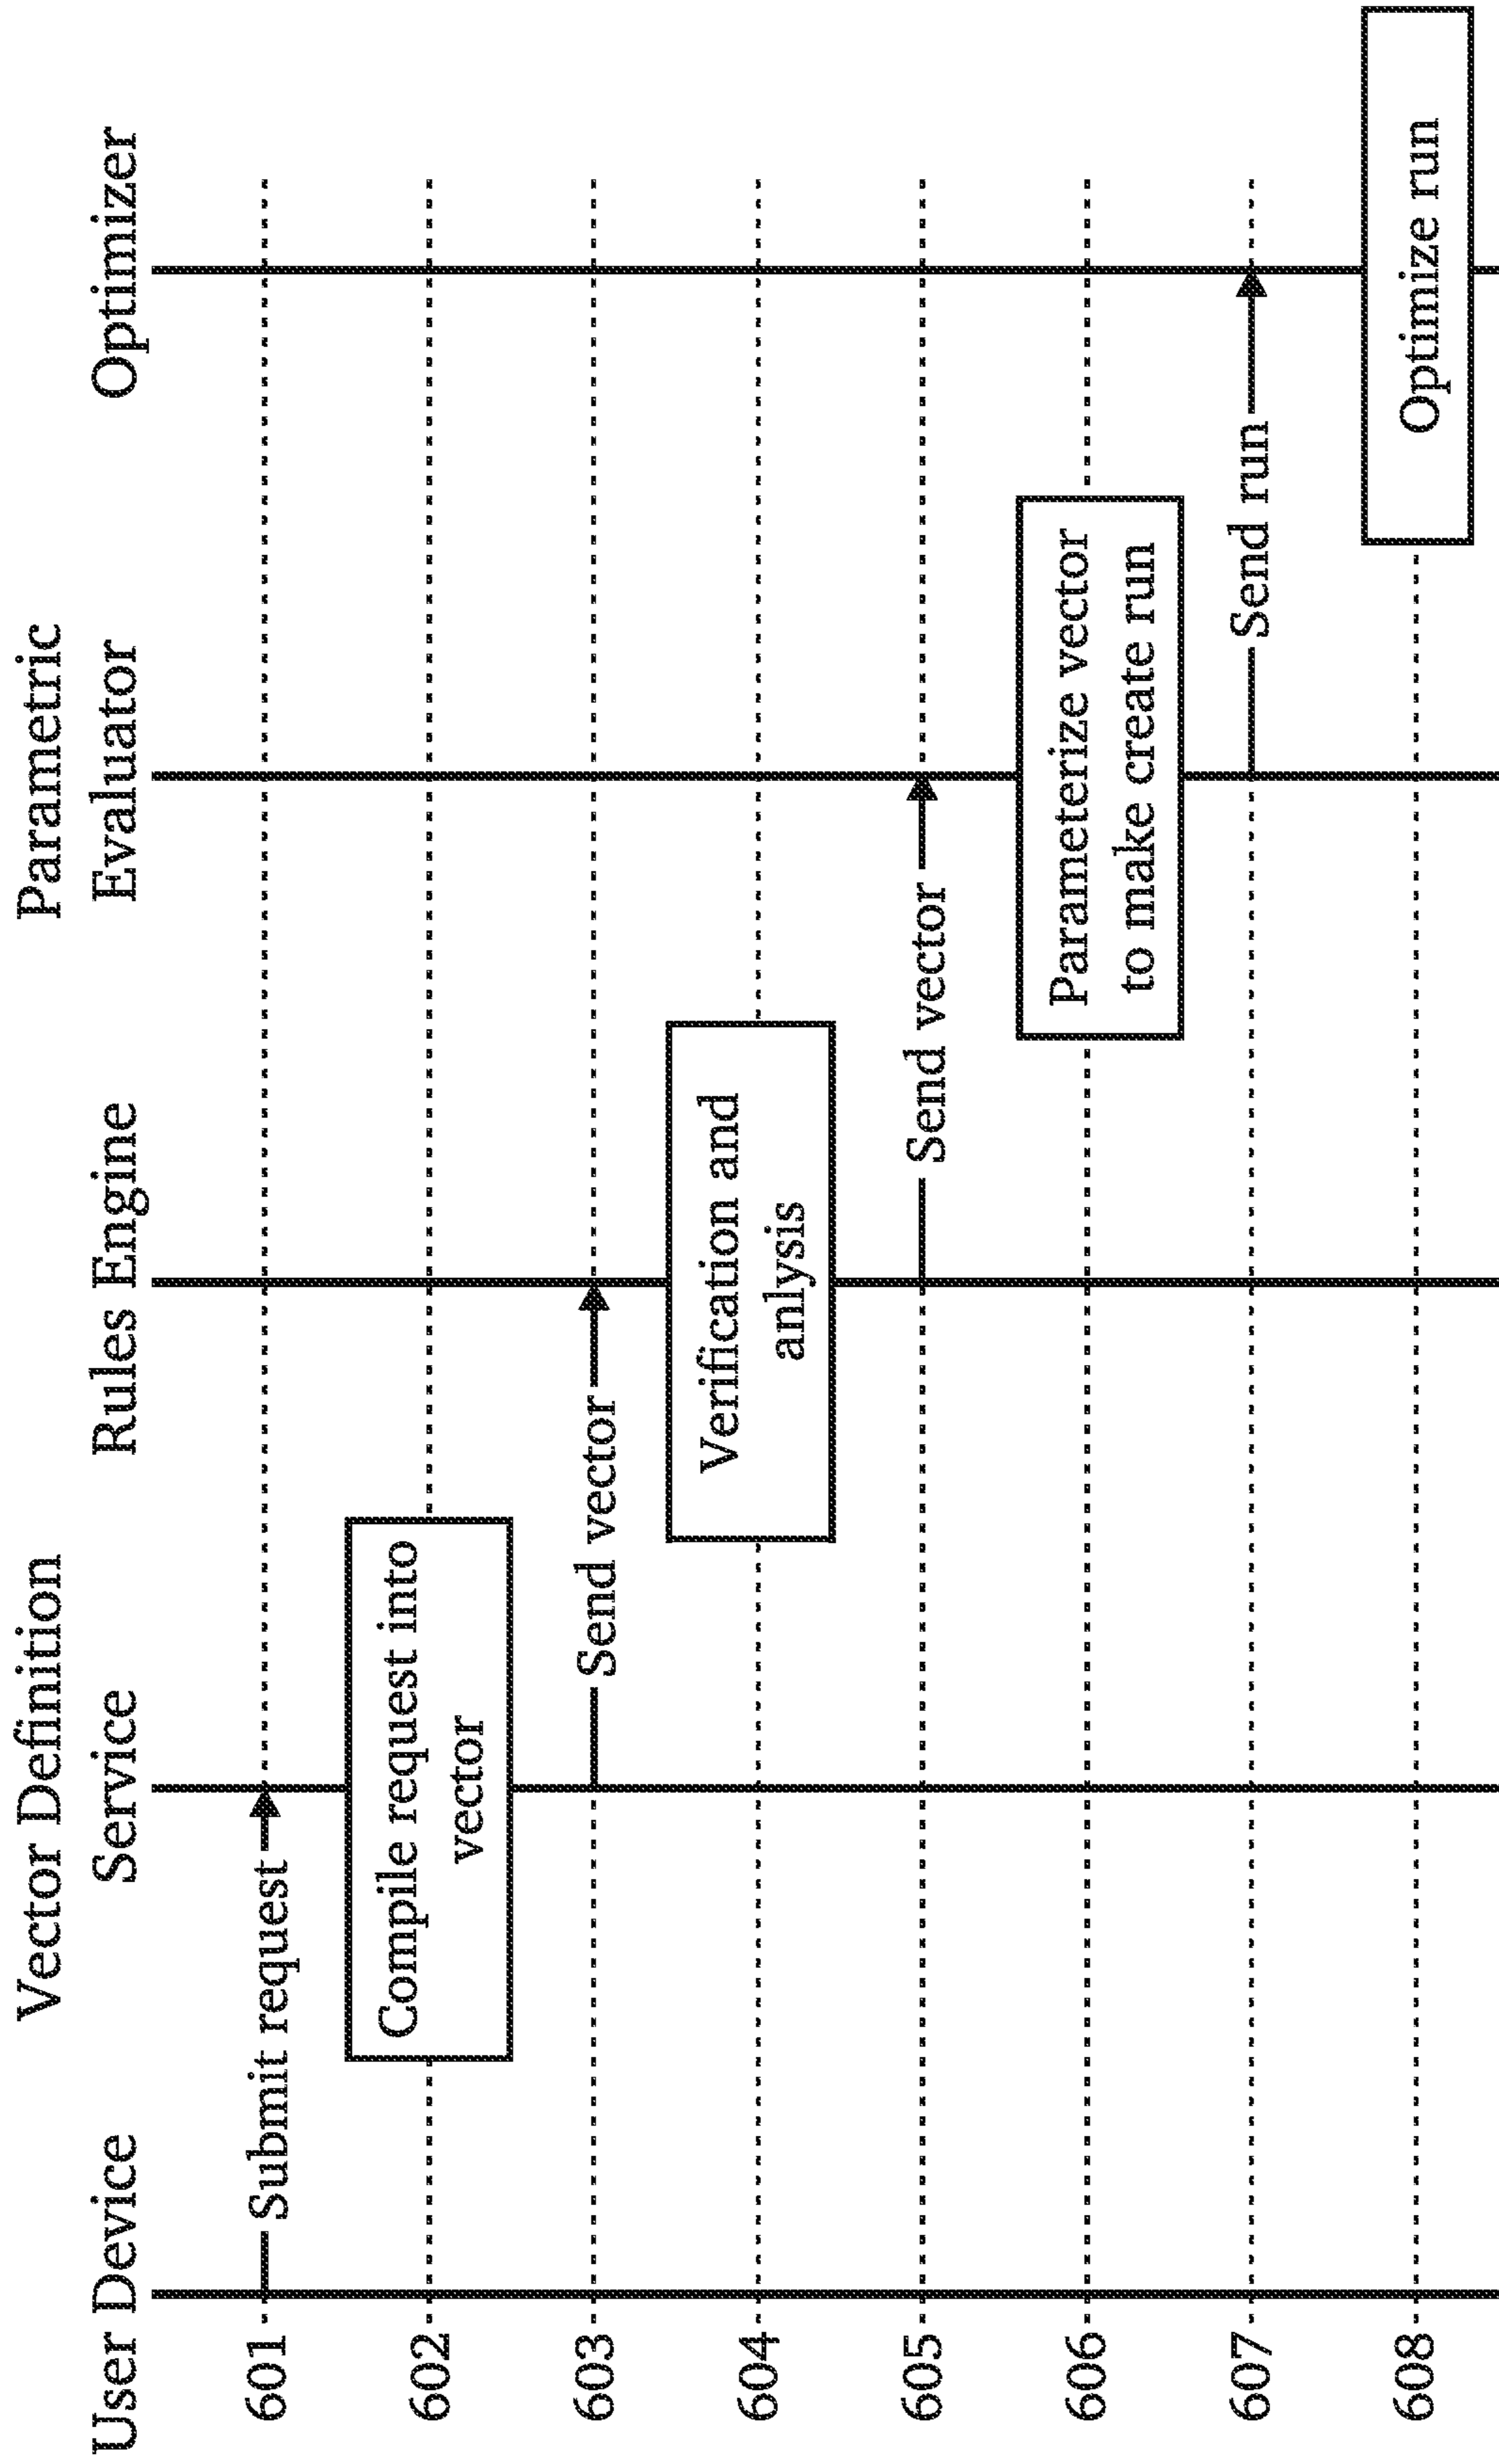 User Device
Vector Definition
Service
Rules Engine
Parametric
Evaluator
Optimizer
601
Submit request
602
Compile request into
vector
603
Send vector
604
Verification and
anlysis
605
Send vector
606
Parameterize vector
to make create run
607
Send run
608
Optimize run